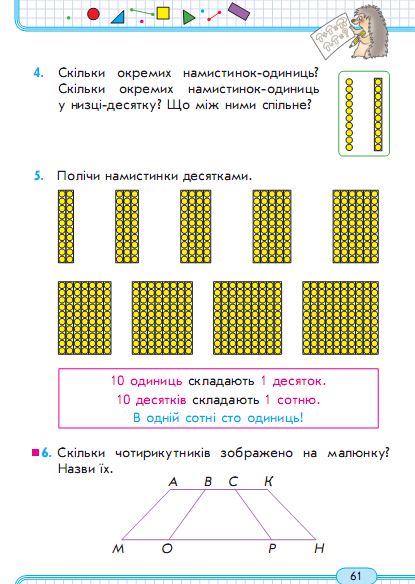 4. Скільки окремих намистинок-одиниць?
Скільки окремих намистинок-одиниць
у низці-десятку? Що між ними спільне?
5. Полічи намистинки десятками.
10 одиниць складають 1 десяток.
10 десятків складають 1 сотню.
В одній сотні сто одиниць!
6. Скільки чотирикутників зображено на малюнку?
Назви їх.
А В С К
М О Р Н
61